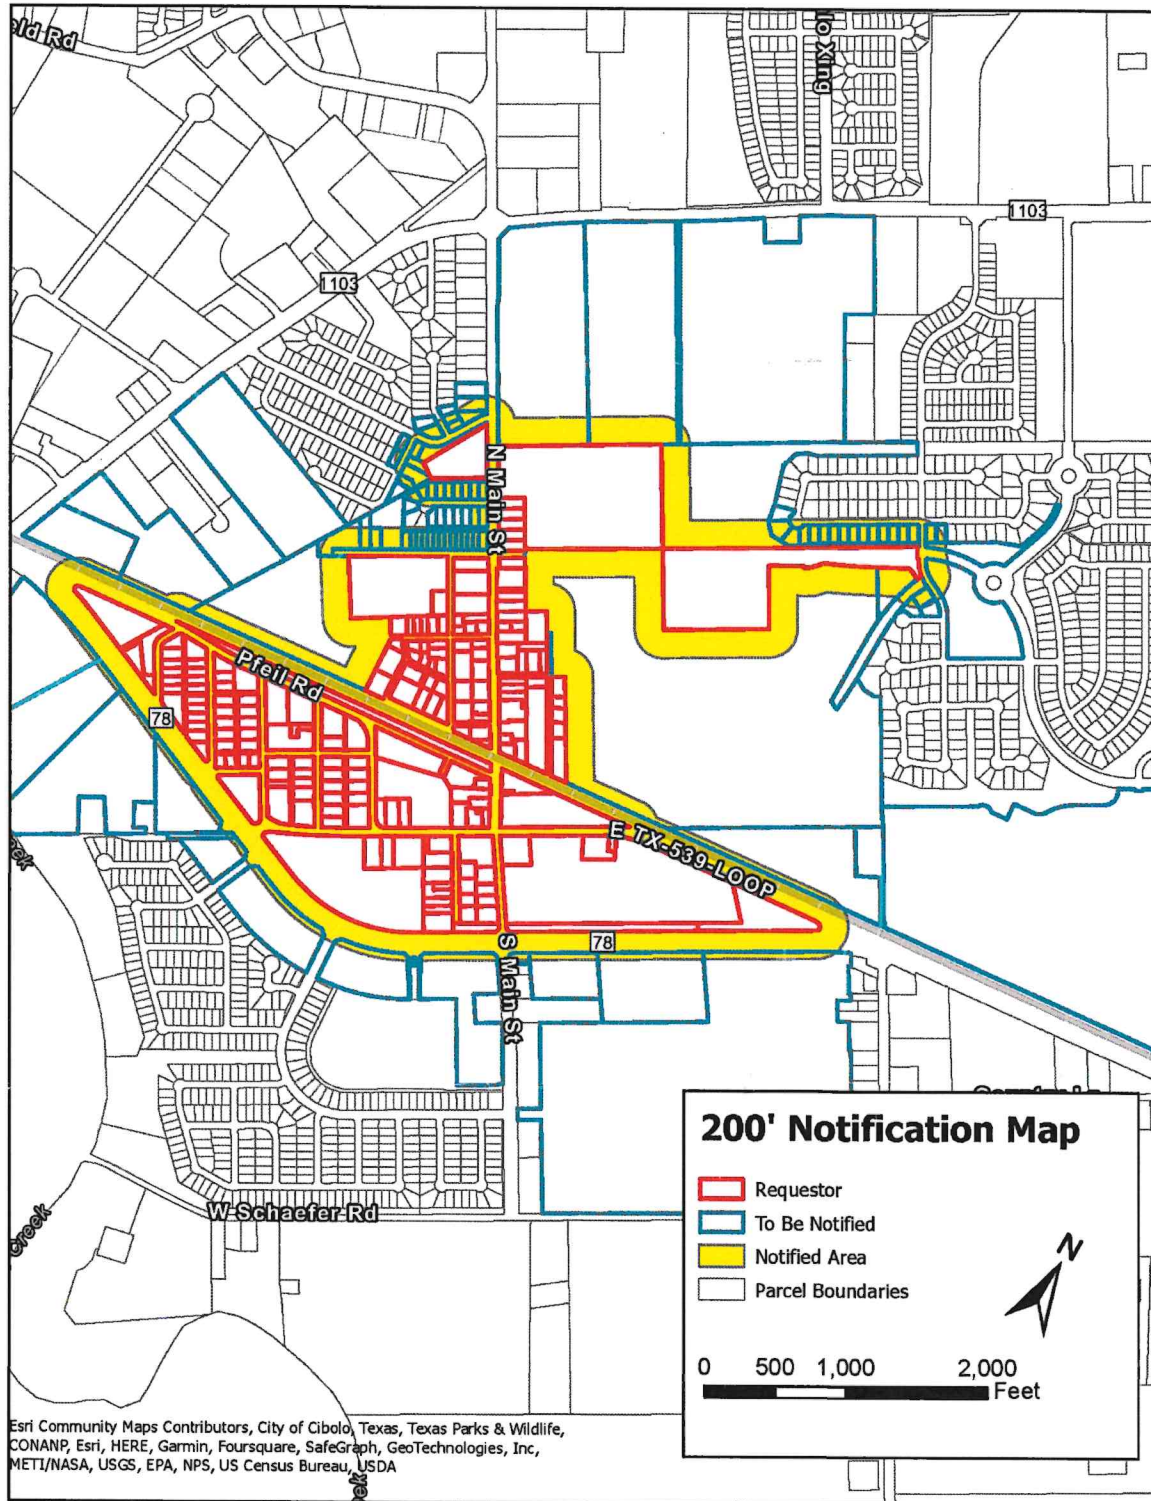 eld Rd
lo Xing
1103
1103
N Main St
Pfeil Rd
78
E TX-539-LOOP
78
S Main St
eek
W Schaefer Rd
Creek
eek
200' Notification Map
Requestor
To Be Notified
Notified Area
Parcel Boundaries
N
0 500 1,000 2,000
Feet
Esri Community Maps Contributors, City of Cibolo, Texas, Texas Parks & Wildlife,
CONANP, Esri, HERE, Garmin, Foursquare, SafeGraph, GeoTechnologies, Inc,
METI/NASA, USGS, EPA, NPS, US Census Bureau, USDA